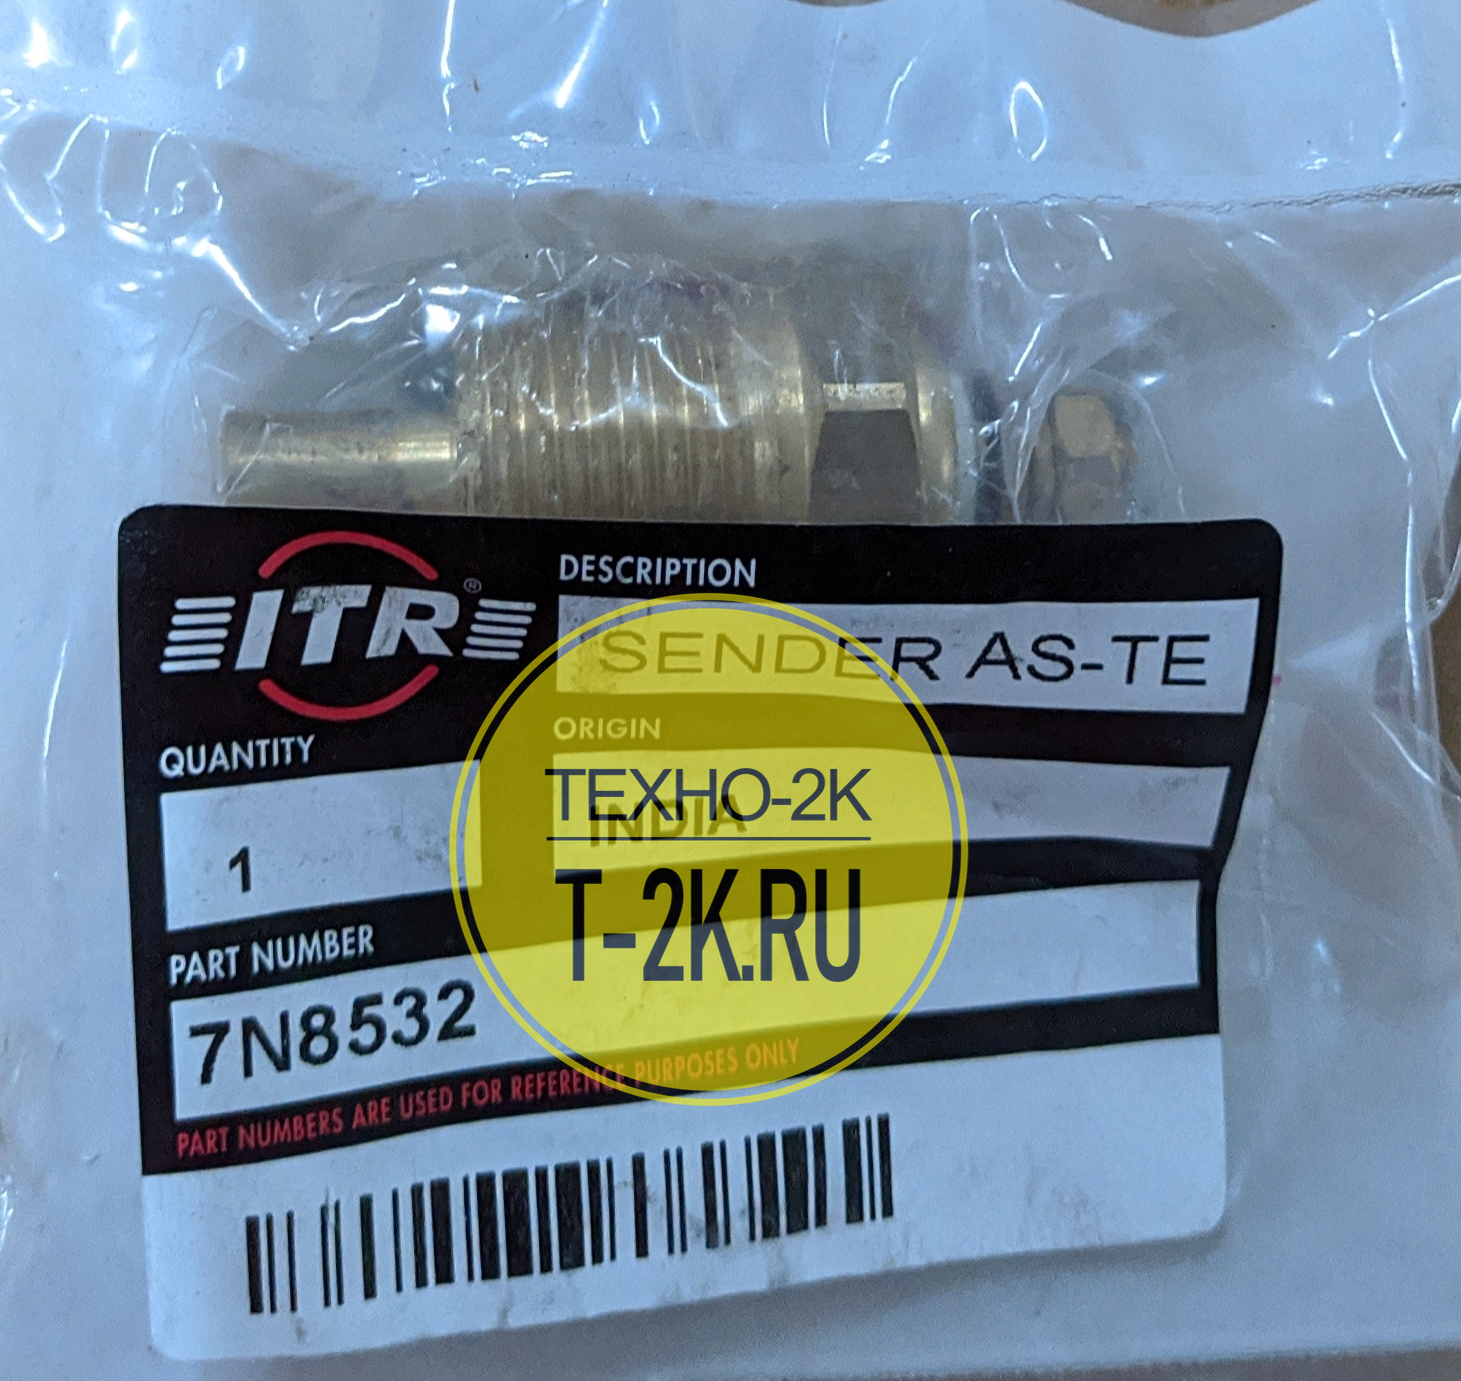 ITR®
DESCRIPTION
SENDER AS-TE
ORIGIN
INDIA
QUANTITY
1
PART NUMBER
7N8532
PART NUMBERS ARE USED FOR REFERENCE PURPOSES ONLY
ТЕХНО-2К
T-2K.RU